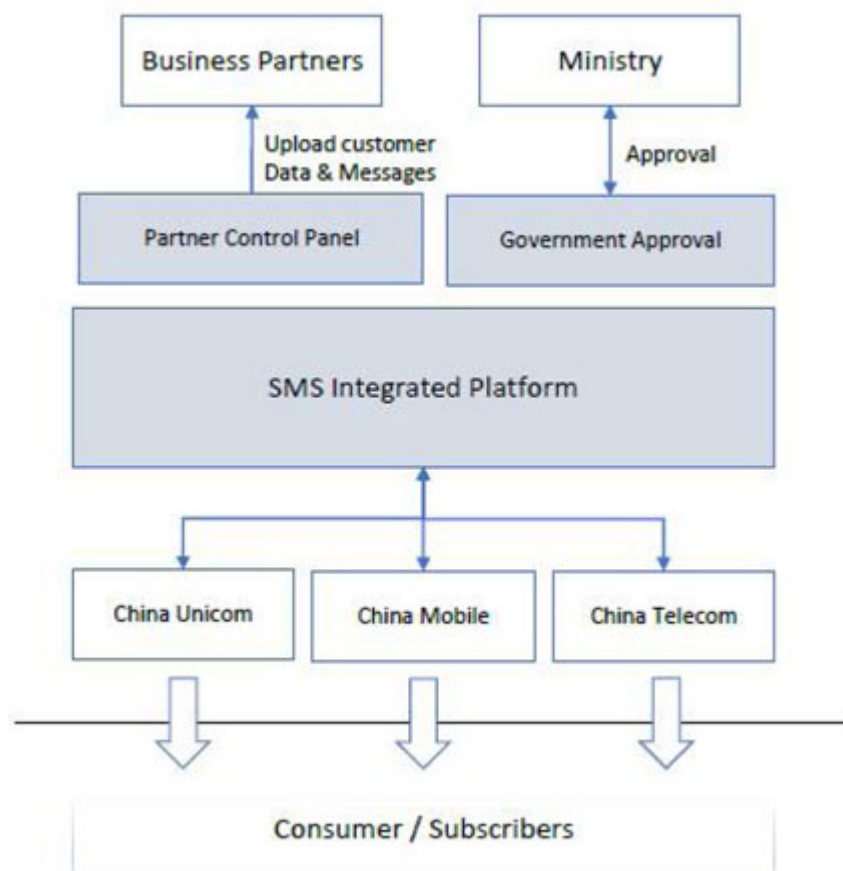 Business Partners
Ministry
Upload customer
Data & Messages
Approval
Partner Control Panel
Government Approval
SMS Integrated Platform
China Unicom
China Mobile
China Telecom
Consumer / Subscribers